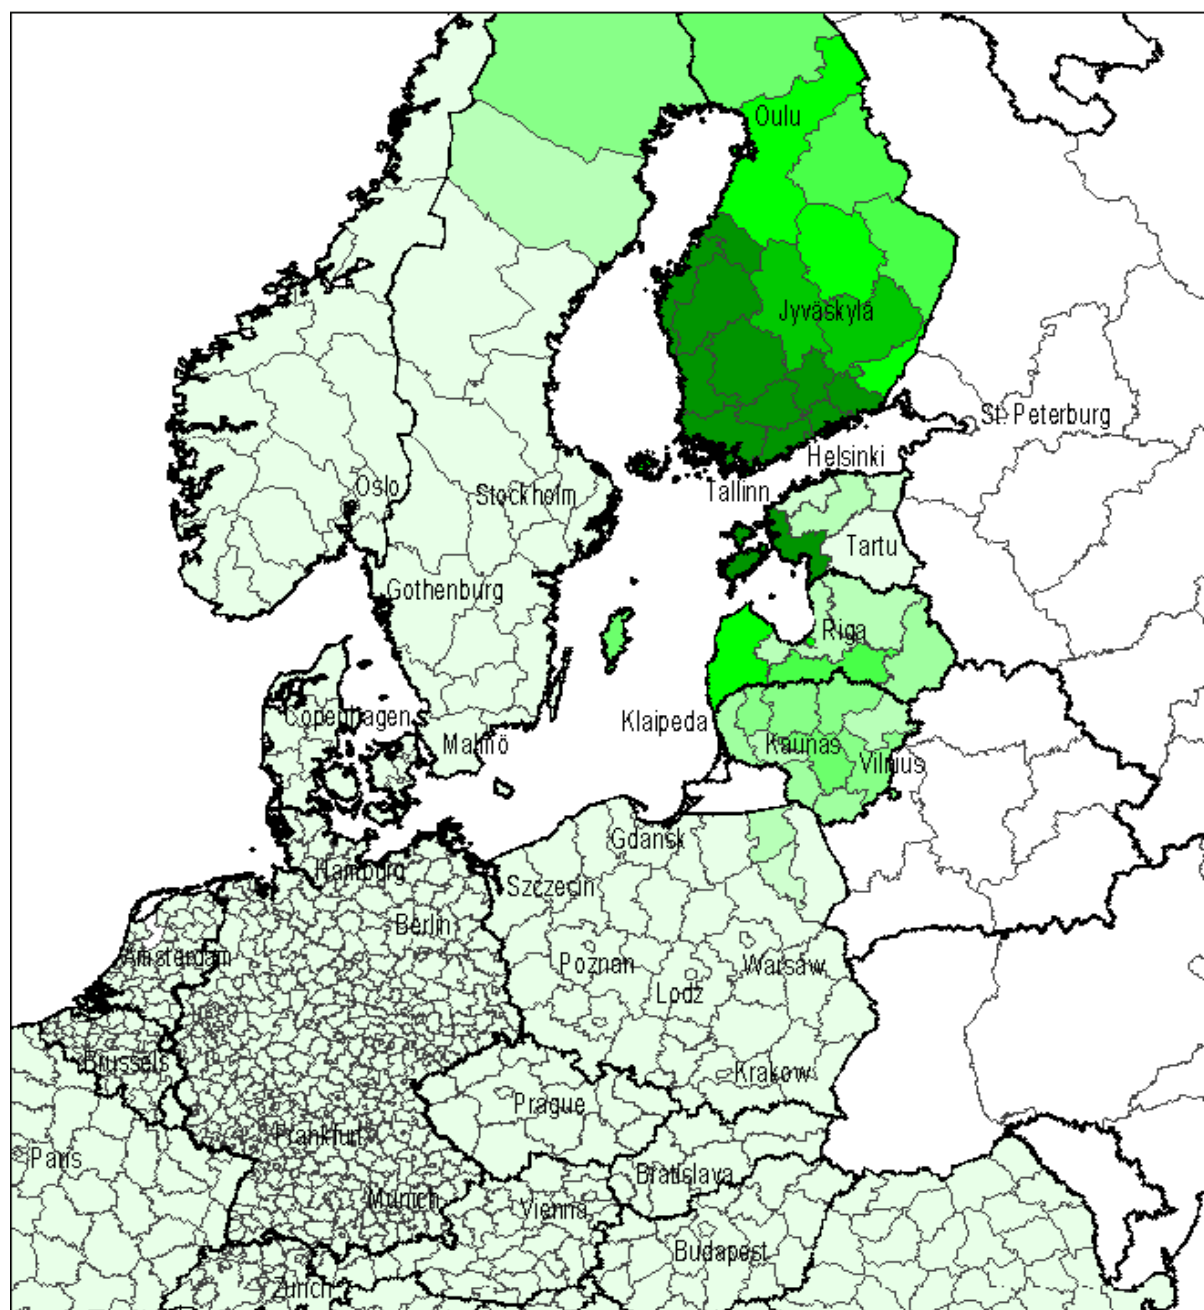 Oulu
Jyväskylä
St. Peterburg
Helsinki
Oslo
Stockholm
Tallinn
Tartu
Gothenburg
Riga
Copenhagen
Klaipeda
Malmö
Kaunas
Vilnius
Gdansk
Hamburg
Szczecin
Berlin
Amsterdam
Poznan
Warsaw
Lodz
Brussels
Krakow
Prague
Frankfurt
Paris
Bratislava
Munich
Vienna
Budapest
Zurich